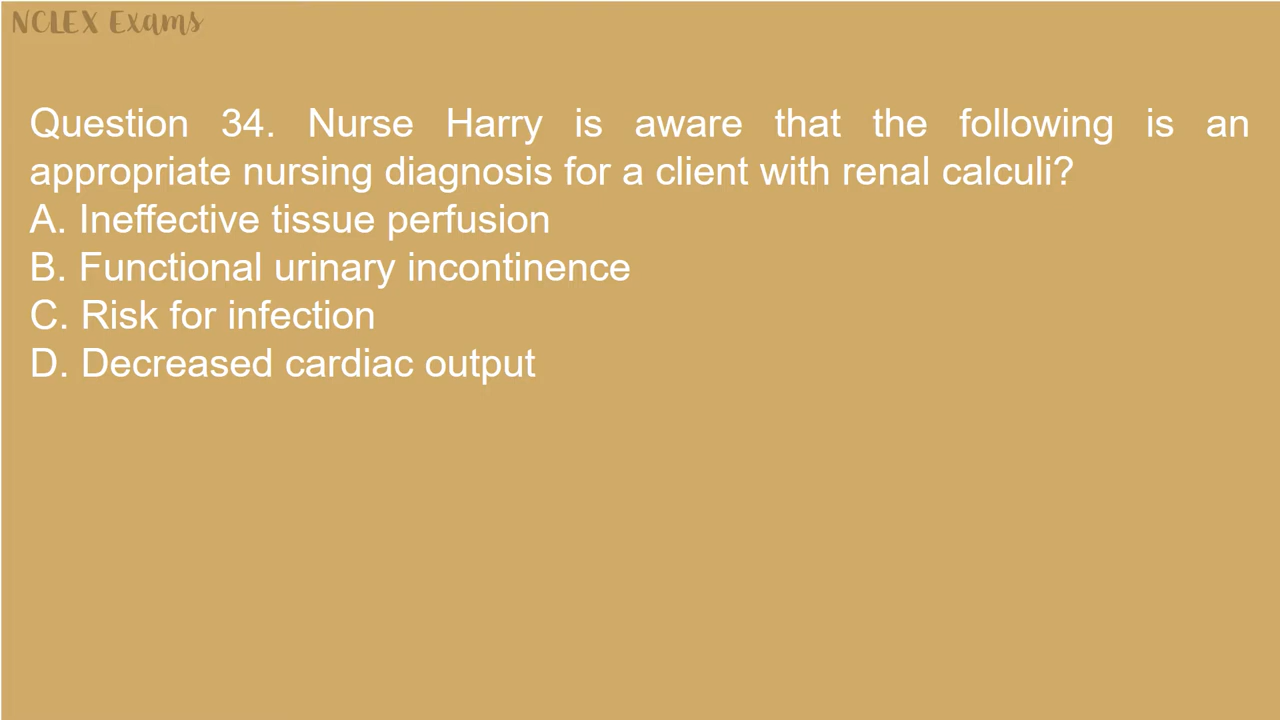 NCLEX Exams
Question 34. Nurse Harry is aware that the following is an
appropriate nursing diagnosis for a client with renal calculi?
A. Ineffective tissue perfusion
B. Functional urinary incontinence
C. Risk for infection
D. Decreased cardiac output